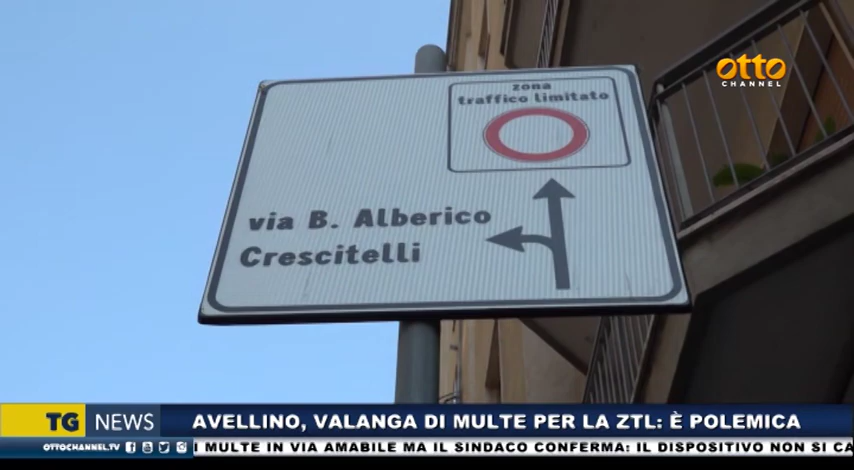 otto
CHANNEL
zona
traffico limitato
via B. Alberico
Crescitelli
TG NEWS
AVELLINO, VALANGA DI MULTE PER LA ZTL: È POLEMICA
OTTOCHANNEL.TV
I MULTE IN VIA AMABILE MA IL SINDACO CONFERMA: IL DISPOSITIVO NON SI CA